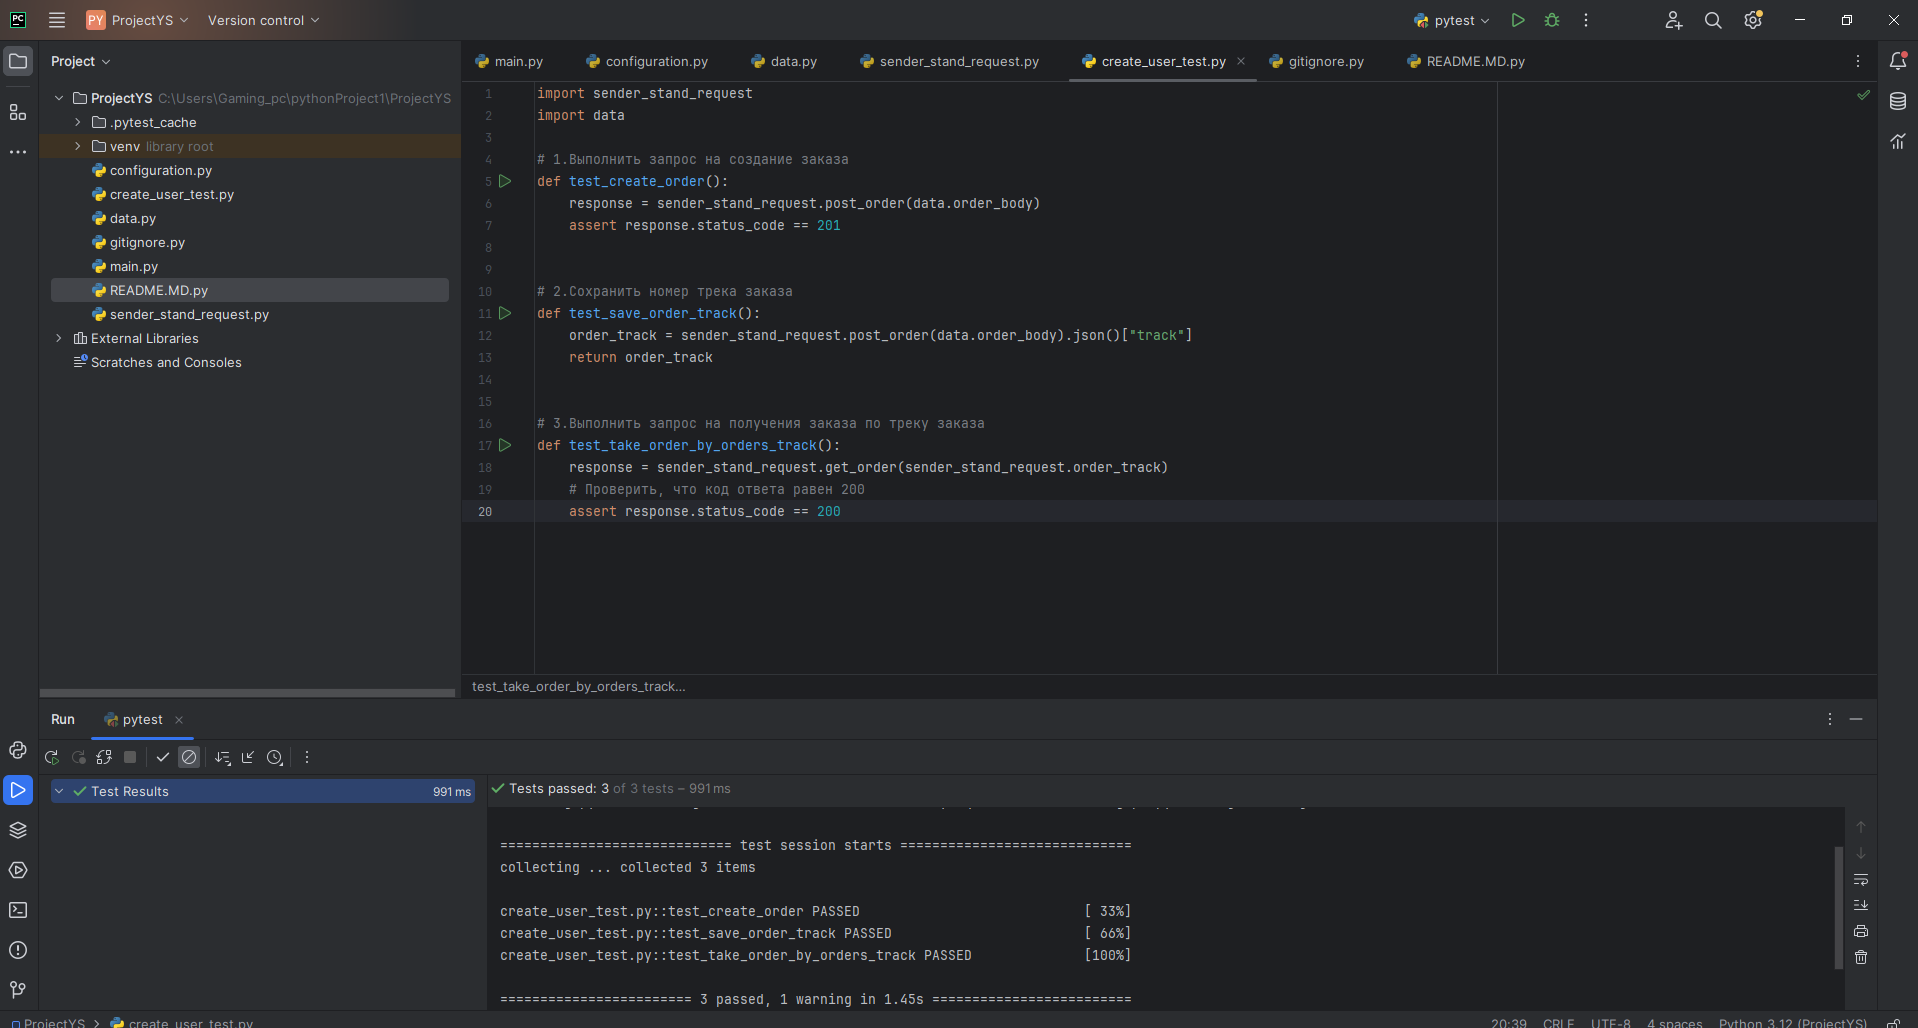 PC
PY ProjectYS Version control pytest
Project
main.py configuration.py data.py sender_stand_request.py create_user_test.py gitignore.py README.MD.py
ProjectYS C:\Users\Gaming_pc\pythonProject1\ProjectYS
.pytest_cache
venv library root
configuration.py
create_user_test.py
data.py
gitignore.py
main.py
README.MD.py
sender_stand_request.py
External Libraries
Scratches and Consoles
1 import sender_stand_request
2 import data
3
4 # 1.Выполнить запрос на создание заказа
5 def test_create_order():
6 response = sender_stand_request.post_order(data.order_body)
7 assert response.status_code == 201
8
9
10 # 2.Сохранить номер трека заказа
11 def test_save_order_track():
12 order_track = sender_stand_request.post_order(data.order_body).json()["track"]
13 return order_track
14
15
16 # 3.Выполнить запрос на получения заказа по треку заказа
17 def test_take_order_by_orders_track():
18 response = sender_stand_request.get_order(sender_stand_request.order_track)
19 # Проверить, что код ответа равен 200
20 assert response.status_code == 200
test_take_order_by_orders_track...
Run pytest
Test Results 991 ms
Tests passed: 3 of 3 tests – 991 ms
============================= test session starts =============================
collecting ... collected 3 items
create_user_test.py::test_create_order PASSED [ 33%]
create_user_test.py::test_save_order_track PASSED [ 66%]
create_user_test.py::test_take_order_by_orders_track PASSED [100%]
======================== 3 passed, 1 warning in 1.45s =========================
ProjectYS > create_user_test.py 20:39 CRLF UTF-8 4 spaces Python 3.12 (ProjectYS)